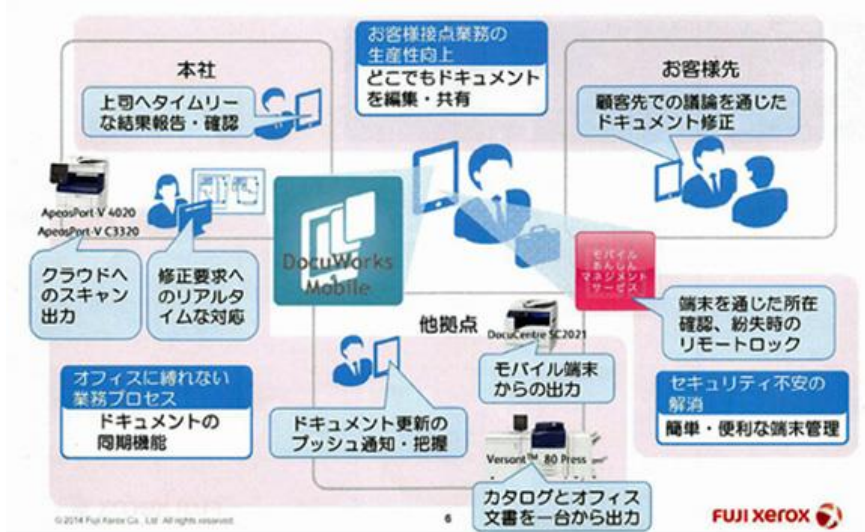 お客様接点業務の
生産性向上
どこでもドキュメント
を編集・共有
本社
上司へタイムリー
な結果報告・確認
お客様先
顧客先での議論を通じた
ドキュメント修正
ApeosPort-V 4020
ApeosPort-V C3320
クラウドへ
のスキャン
出力
修正要求へ
のリアルタ
イムな対応
DocuWorks
Mobile
モバイル
あんしん
マネジメント
サービス
端末を通じた所在
確認、紛失時の
リモートロック
他拠点
DocuCentre SC2021
モバイル端末
からの出力
オフィスに縛れない
業務プロセス
ドキュメントの
同期機能
ドキュメント更新の
プッシュ通知・把握
セキュリティ不安の
解消
簡単・便利な端末管理
Versant™ 80 Press
カタログとオフィス
文書を一台から出力
© 2014 Fuji Xerox Co., Ltd. All rights reserved.
6
FUJI XEROX